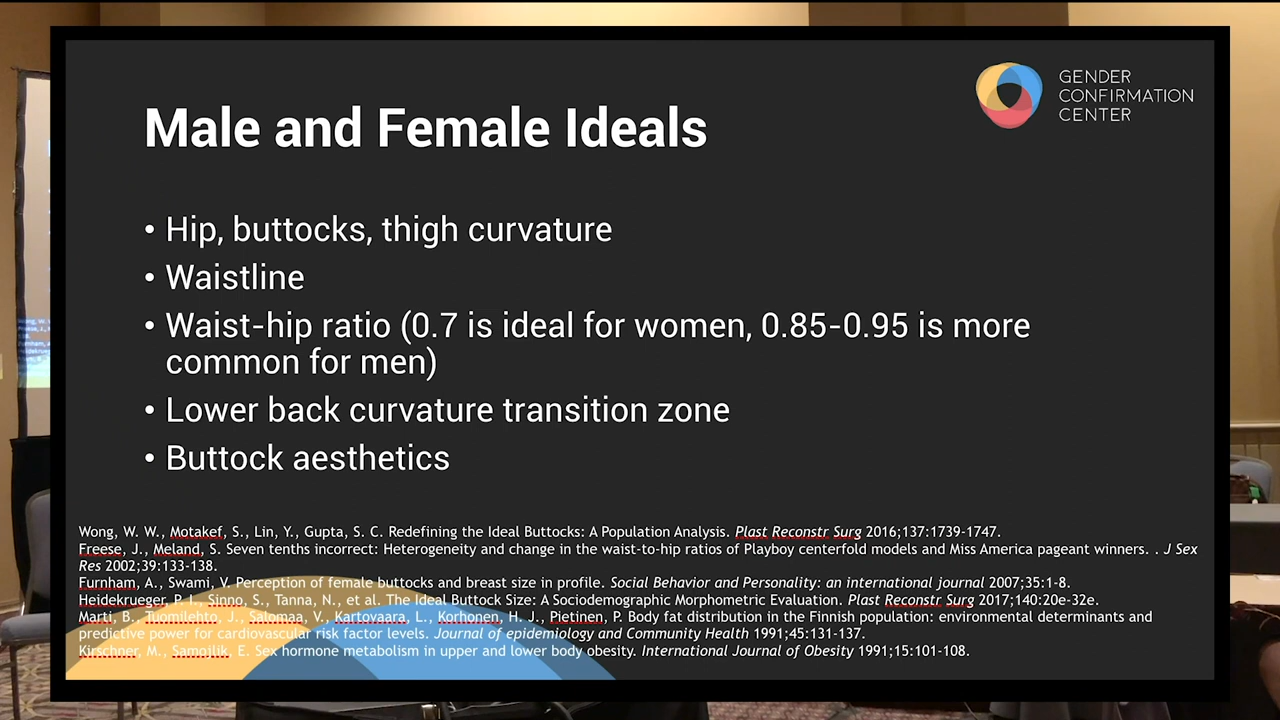 GENDER
CONFIRMATION
CENTER
Male and Female Ideals
• Hip, buttocks, thigh curvature
• Waistline
• Waist-hip ratio (0.7 is ideal for women, 0.85-0.95 is more
common for men)
• Lower back curvature transition zone
• Buttock aesthetics
Wong, W. W., Motakef, S., Lin, Y., Gupta, S. C. Redefining the Ideal Buttocks: A Population Analysis. Plast Reconstr Surg 2016;137:1739-1747.
Freese, J., Meland, S. Seven tenths incorrect: Heterogeneity and change in the waist-to-hip ratios of Playboy centerfold models and Miss America pageant winners. . J Sex
Res 2002;39:133-138.
Furnham, A., Swami, V. Perception of female buttocks and breast size in profile. Social Behavior and Personality: an international journal 2007;35:1-8.
Heidekrueger, P. I., Sinno, S., Tanna, N., et al. The Ideal Buttock Size: A Sociodemographic Morphometric Evaluation. Plast Reconstr Surg 2017;140:20e-32e.
Marti, B., Tuomilehto, J., Salomaa, V., Kartovaara, L., Korhonen, H. J., Pietinen, P. Body fat distribution in the Finnish population: environmental determinants and
predictive power for cardiovascular risk factor levels. Journal of epidemiology and Community Health 1991;45:131-137.
Kirschner, M., Samojlik, E. Sex hormone metabolism in upper and lower body obesity. International Journal of Obesity 1991;15:101-108.